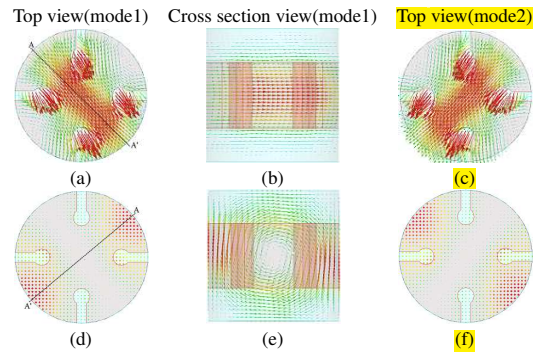 Top view(mode1) Cross section view(mode1) Top view(mode2)
A
A'
(a) (b) (c)
A
A'
(d) (e) (f)